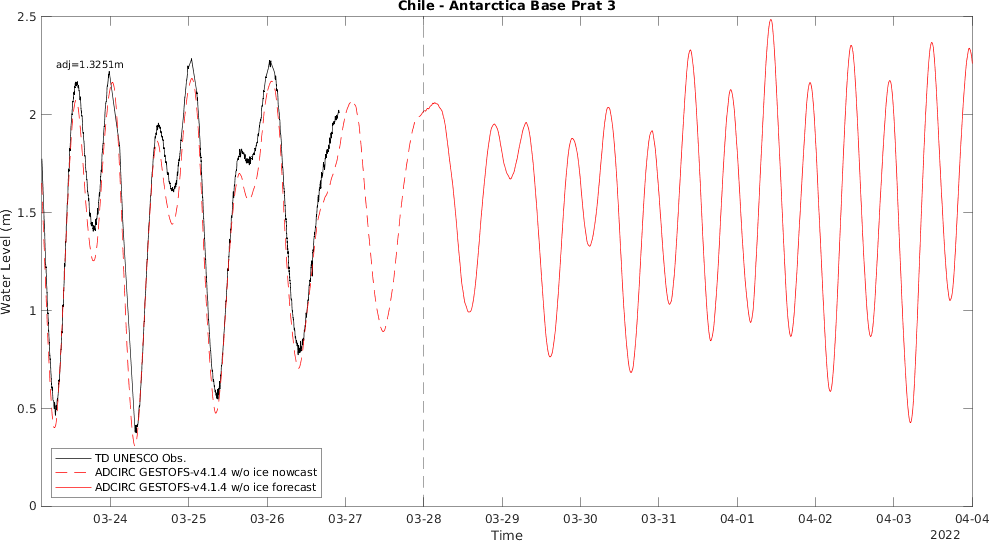 Chile - Antarctica Base Prat 3
2.5
adj=1.3251m
2
1.5
Water Level (m)
1
0.5
TD UNESCO Obs.
ADCIRC GESTOFS-v4.1.4 w/o ice nowcast
ADCIRC GESTOFS-v4.1.4 w/o ice forecast
0
03-24 03-25 03-26 03-27 03-28 03-29 03-30 03-31 04-01 04-02 04-03 04-04
Time
2022